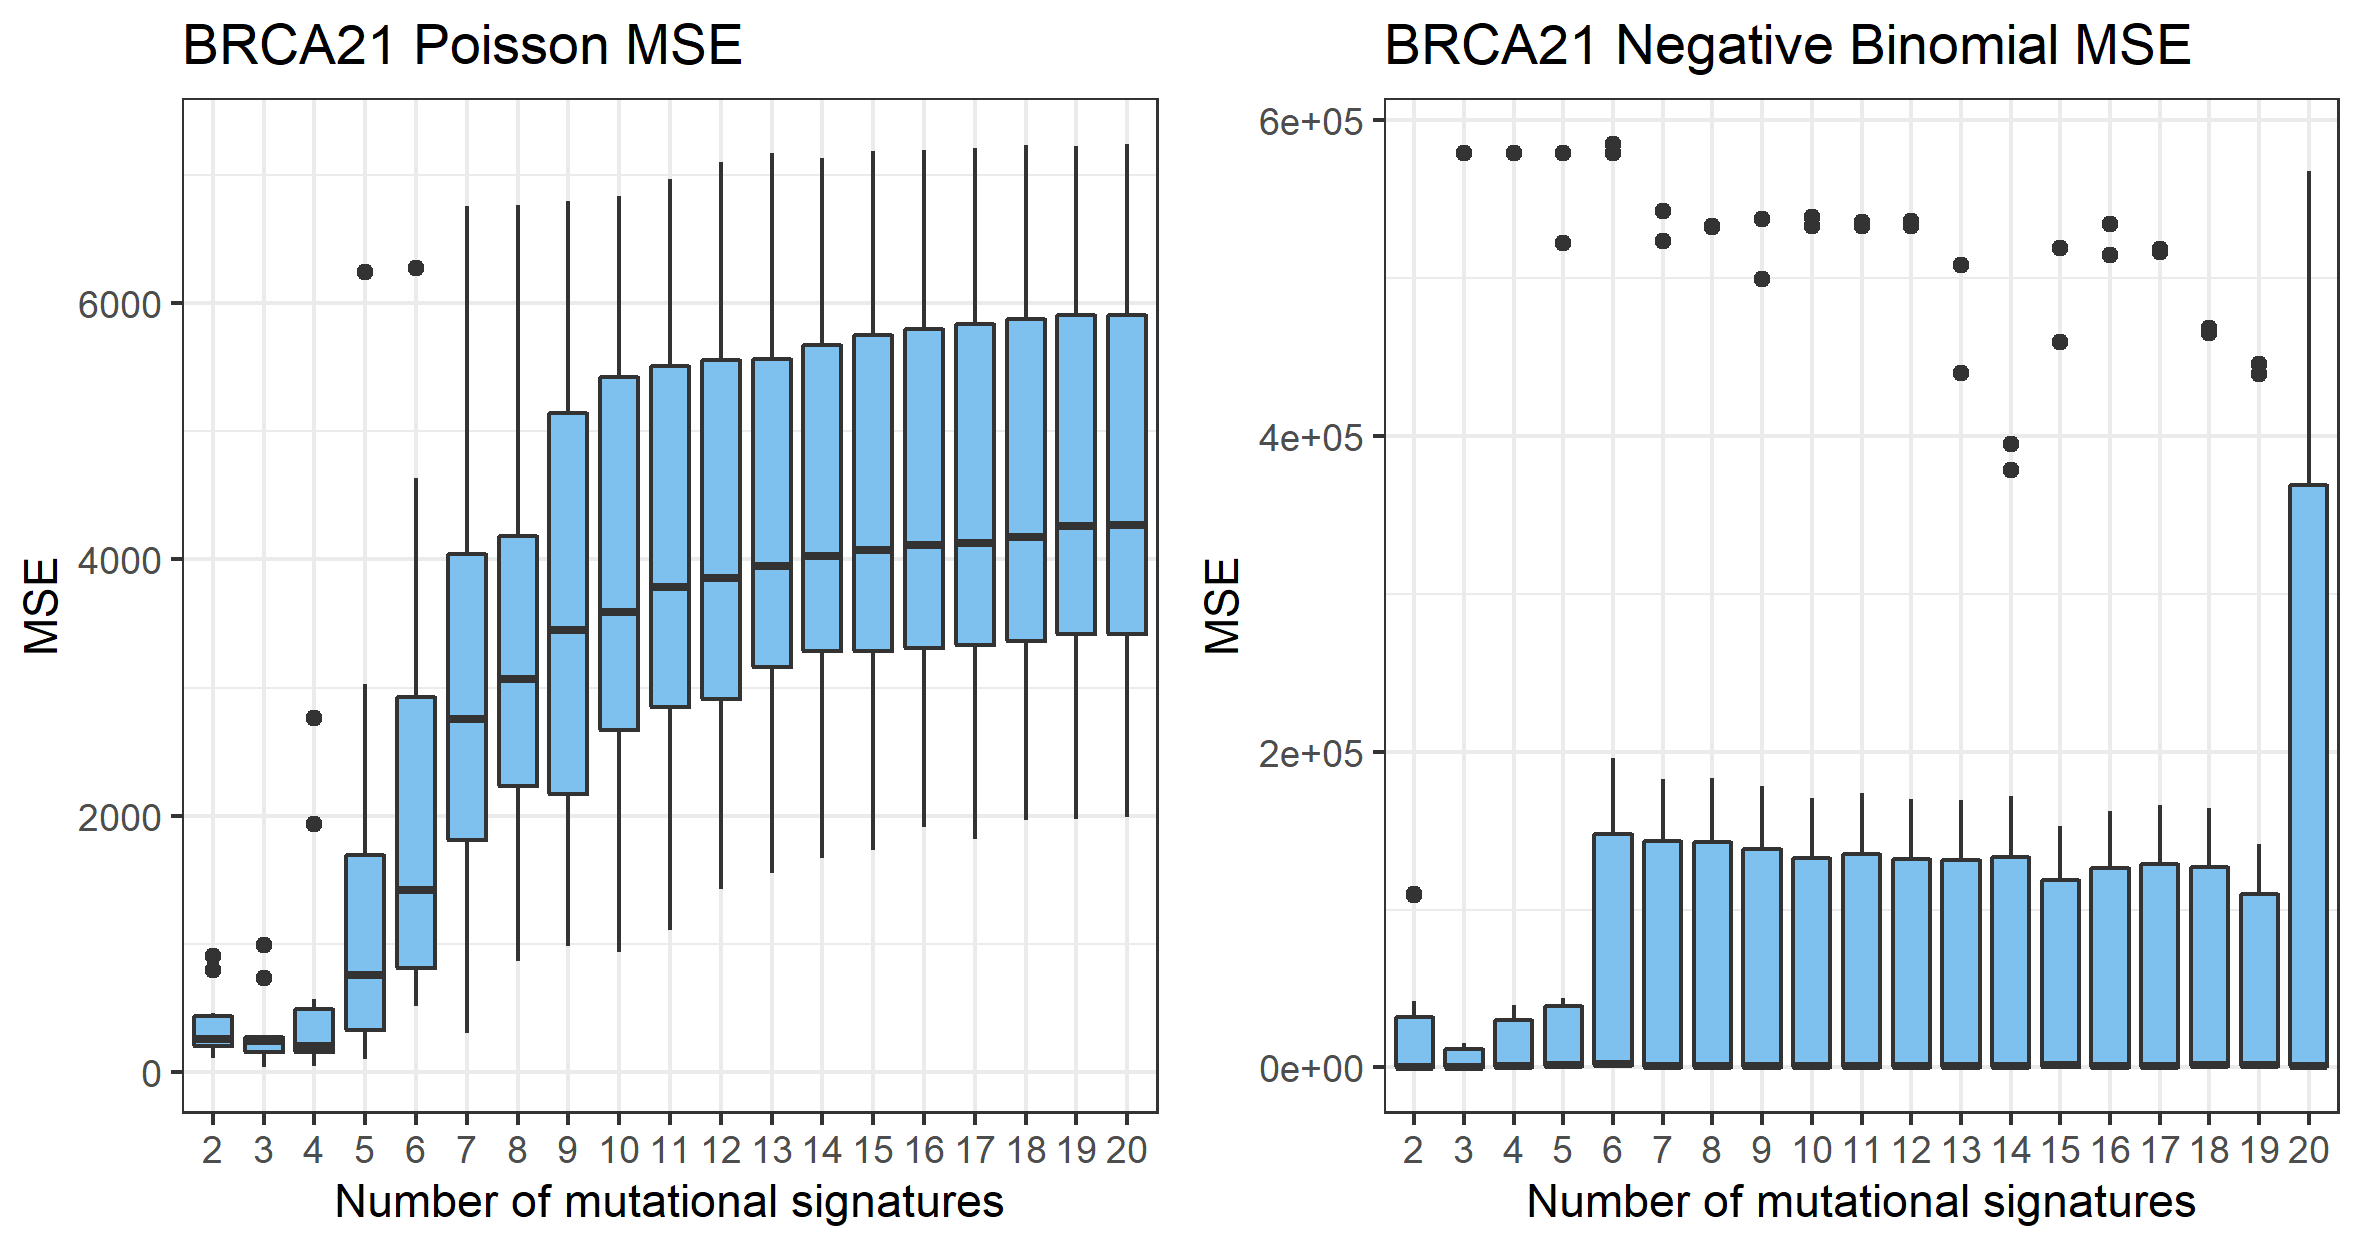 BRCA21 Poisson MSE
MSE
6000
4000
2000
0
2 3 4 5 6 7 8 9 10 11 12 13 14 15 16 17 18 19 20
Number of mutational signatures
BRCA21 Negative Binomial MSE
MSE
6e+05
4e+05
2e+05
0e+00
2 3 4 5 6 7 8 9 10 11 12 13 14 15 16 17 18 19 20
Number of mutational signatures